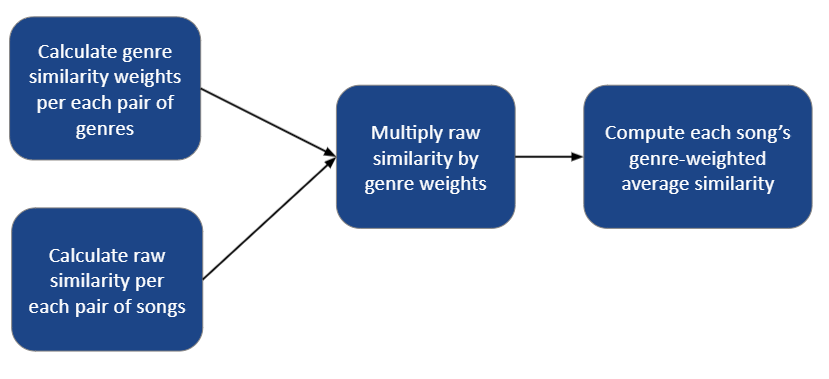 Calculate genre
similarity weights
per each pair of
genres
Calculate raw
similarity per
each pair of songs
Multiply raw
similarity by
genre weights
Compute each song’s
genre-weighted
average similarity